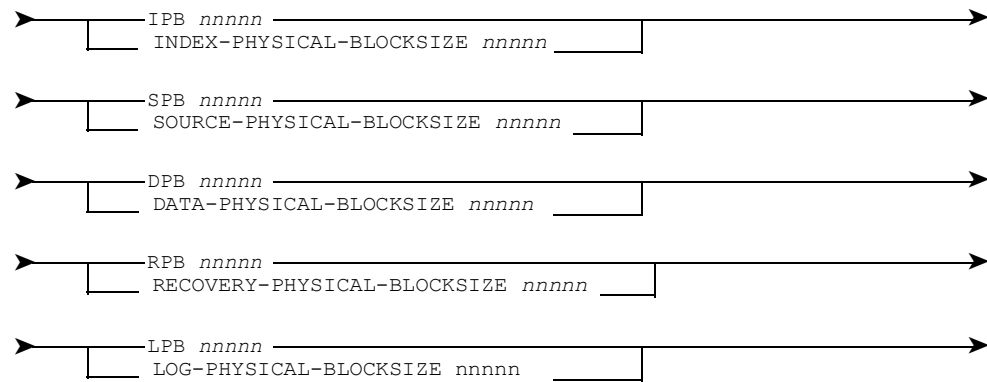 IPB nnnnn
INDEX-PHYSICAL-BLOCKSIZE nnnnn
SPB nnnnn
SOURCE-PHYSICAL-BLOCKSIZE nnnnn
DPB nnnnn
DATA-PHYSICAL-BLOCKSIZE nnnnn
RPB nnnnn
RECOVERY-PHYSICAL-BLOCKSIZE nnnnn
LPB nnnnn
LOG-PHYSICAL-BLOCKSIZE nnnnn